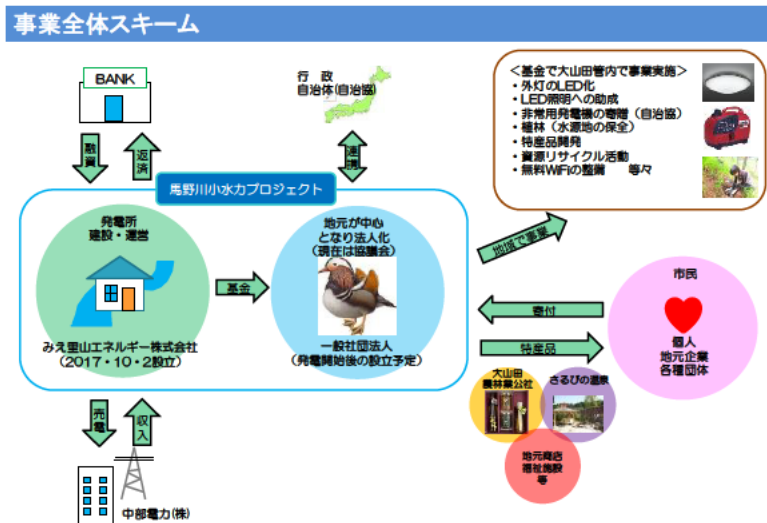 事業全体スキーム
BANK
行 政
自治体(自治協)
融資
返済
連携
<基金で大山田管内で事業実施>
・外灯のLED化
・LED照明への助成
・非常用発電機の寄贈(自治協)
・植林(水源地の保全)
・特産品開発
・資源リサイクル活動
・無料WiFiの整備 等々
馬野川小水力プロジェクト
発電所
建設・運営
みえ里山エネルギー株式会社
(2017・10・2設立)
基金
地元が中心
となり法人化
(現在は協議会)
一般社団法人
(発電開始後の設立予定)
地域で事業
寄付
特産品
市民
個人
地元企業
各種団体
大山田
農林業公社
さるびの温泉
地元商店
福祉施設
等
売電
収入
中部電力(株)